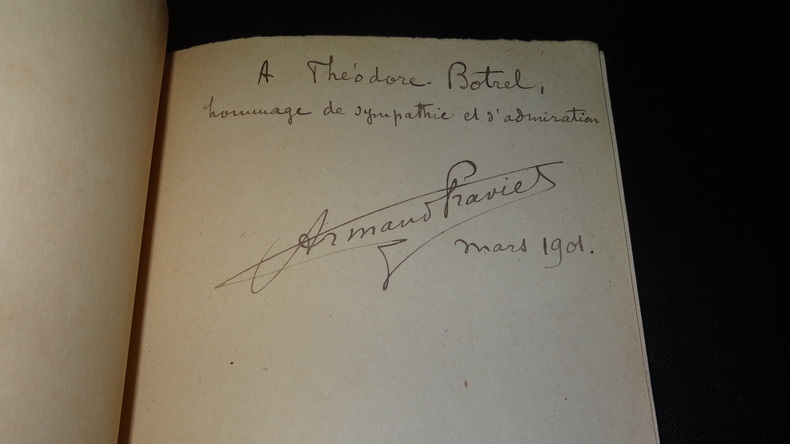 A Théodore Botrel,
hommage de sympathie et d'admiration
Armand Praviel
mars 1901.